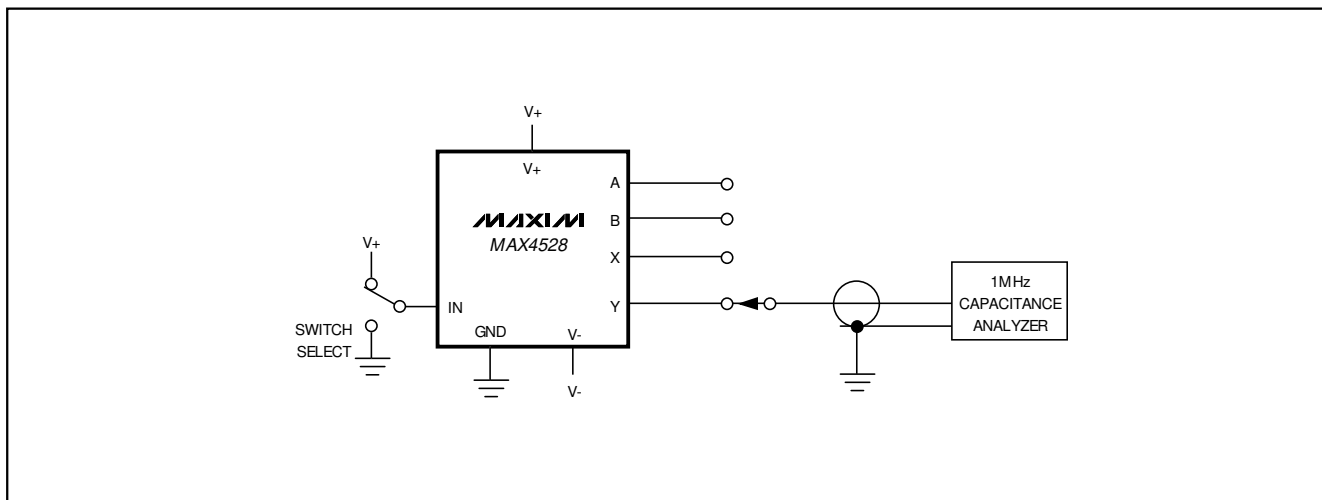 V+
V+
A
MAXIM
B
MAX4528
V+
X
1MHz
IN
Y
CAPACITANCE
SWITCH
SELECT
GND
V-
ANALYZER
V-